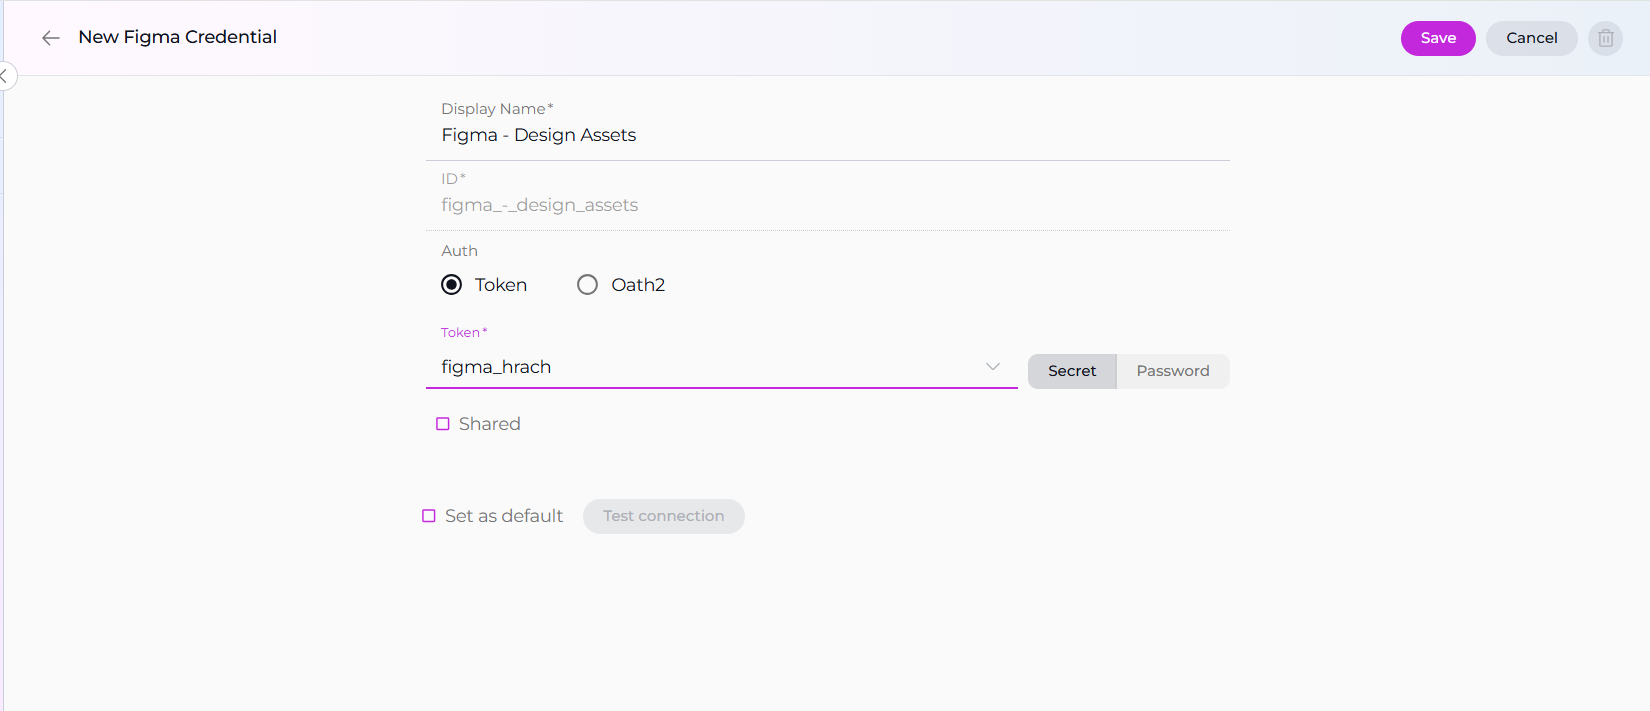 New Figma Credential
Save
Cancel
Display Name*
Figma - Design Assets
ID*
figma_-_design_assets
Auth
Token
Oath2
Token*
figma_hrach
Secret
Password
Shared
Set as default
Test connection